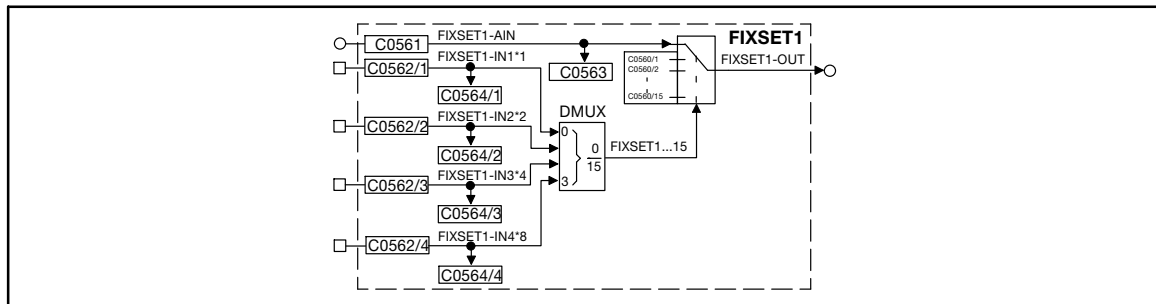 FIXSET1
C0561 FIXSET1-AIN
C0563
C0560/1
C0560/2
C0560/15
FIXSET1-OUT
C0562/1 FIXSET1-IN1*1
C0564/1
DMUX
C0562/2 FIXSET1-IN2*2
C0564/2
0
0
15
3
FIXSET1...15
C0562/3 FIXSET1-IN3*4
C0564/3
C0562/4 FIXSET1-IN4*8
C0564/4